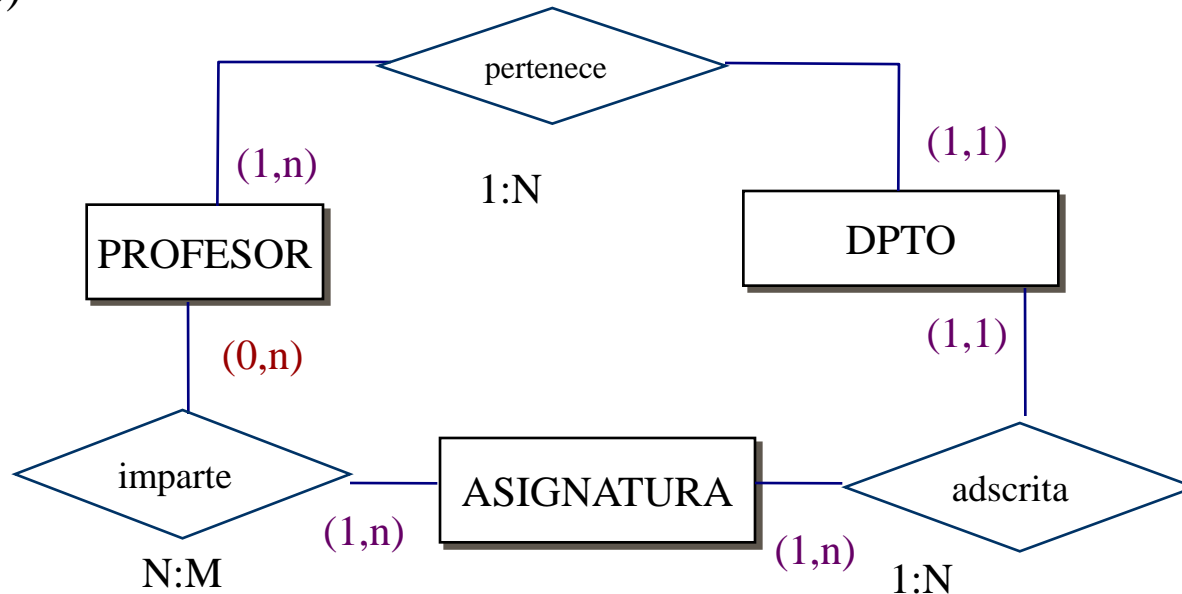 )
pertenece
(1,n)
(1,1)
1:N
PROFESOR
DPTO
(0,n)
(1,1)
imparte
ASIGNATURA
adscrita
(1,n)
(1,n)
N:M
1:N